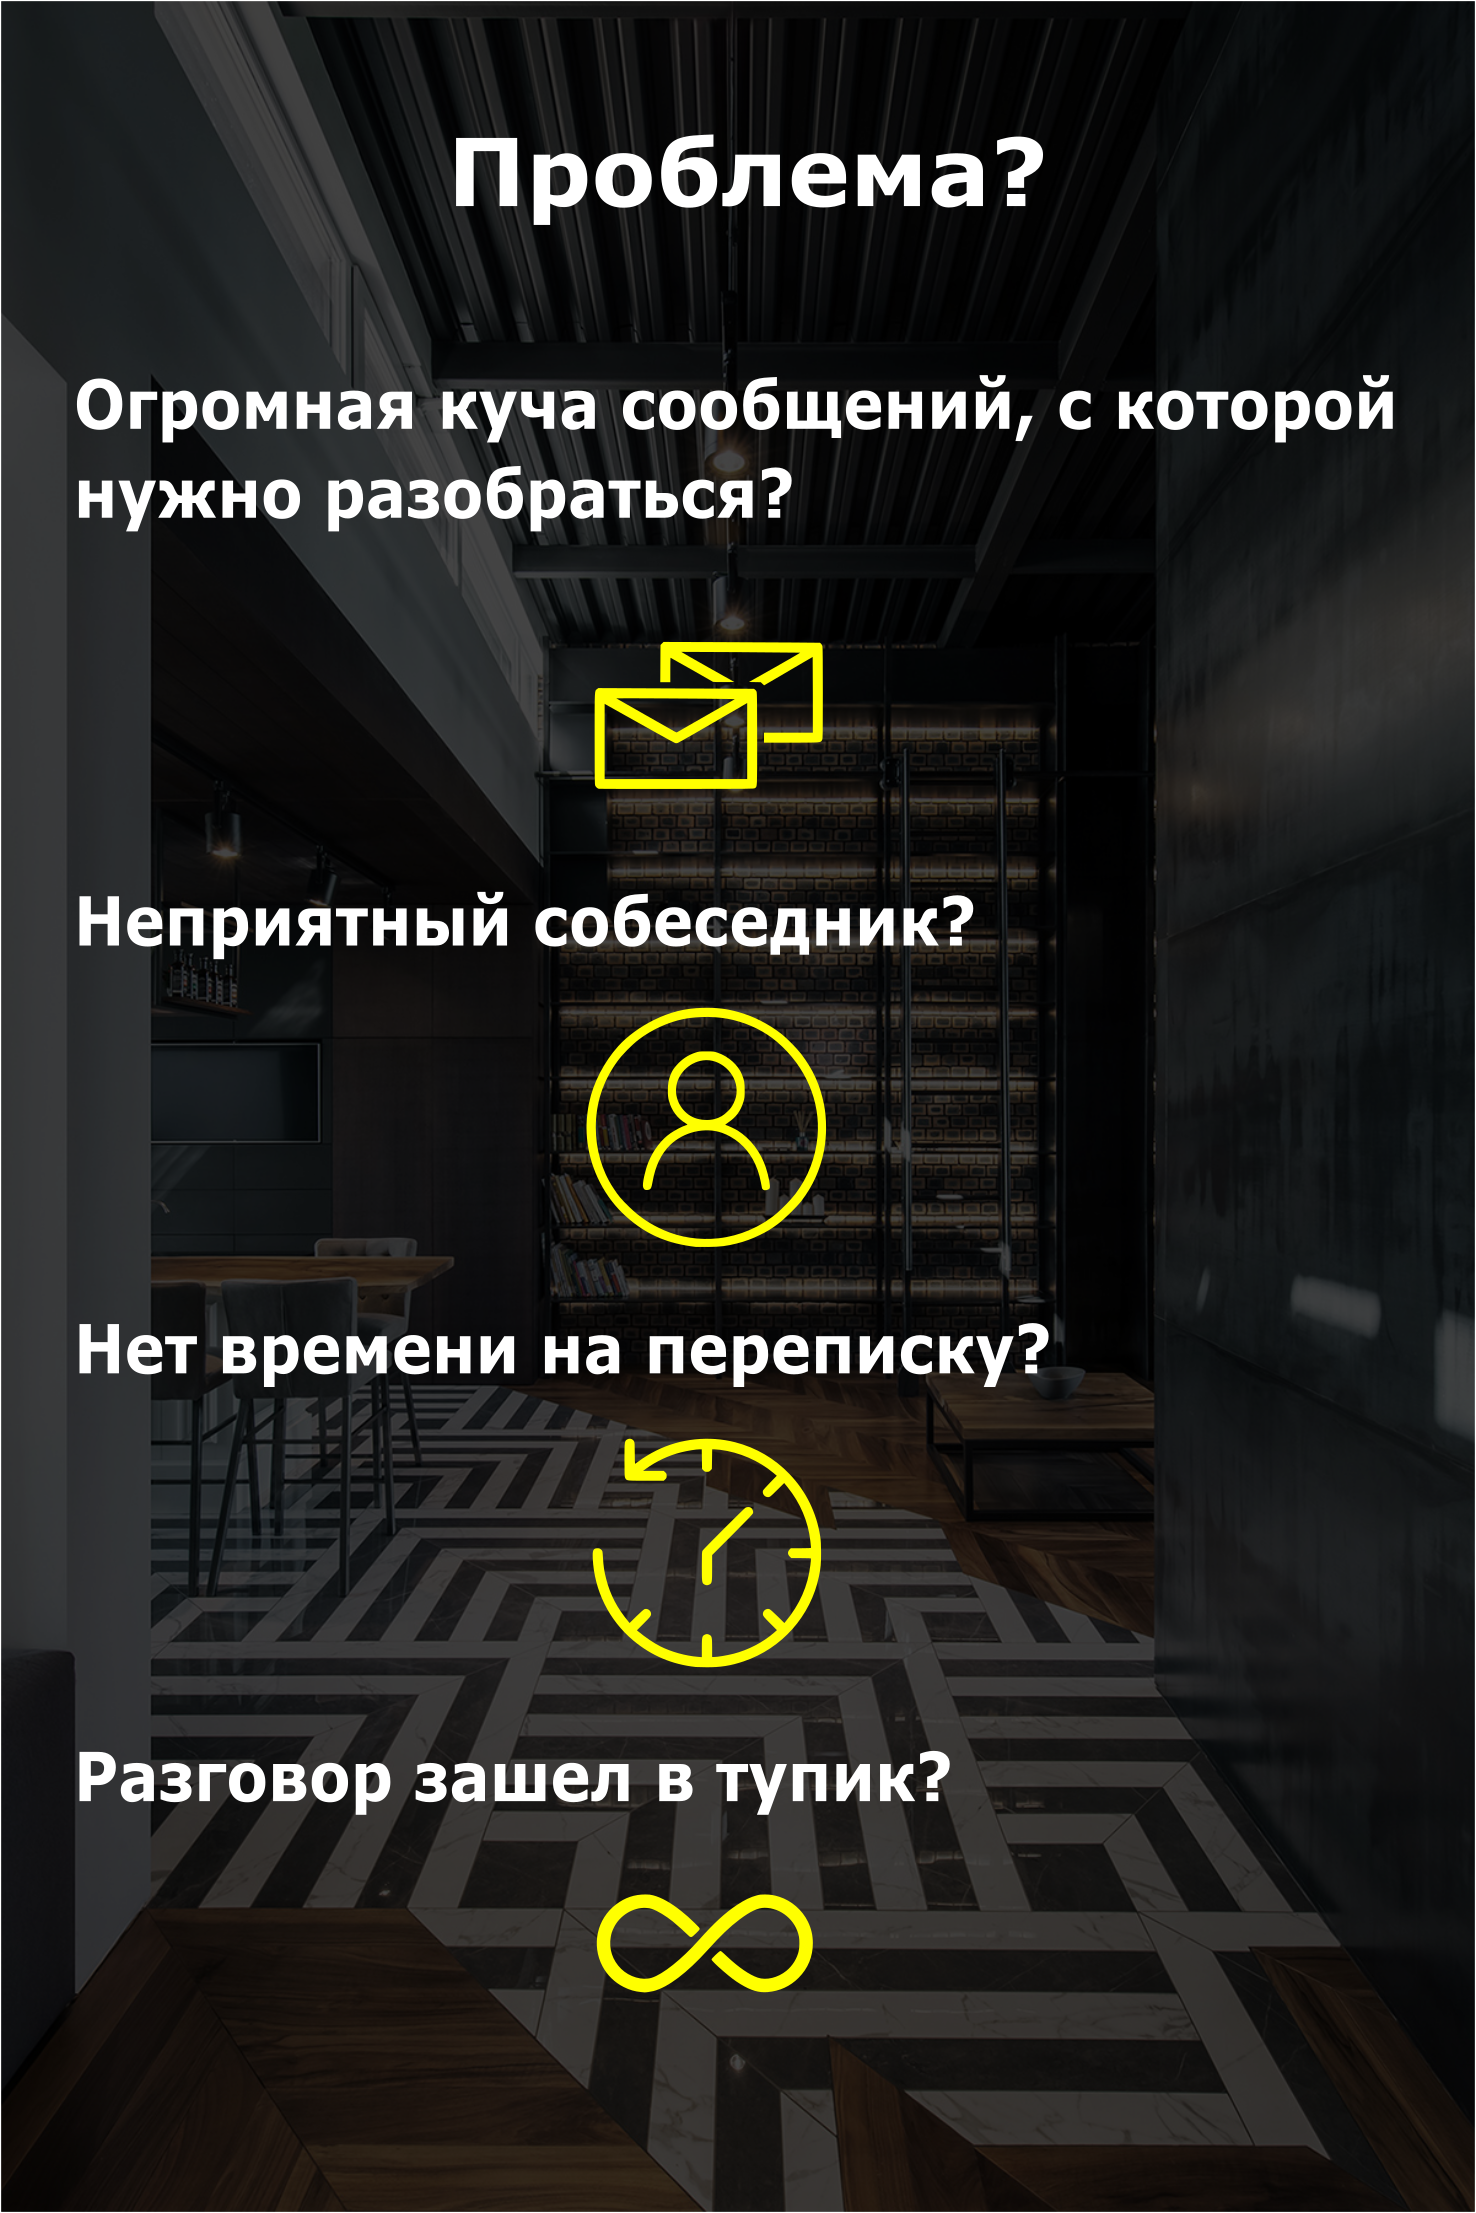 Проблема?
Огромная куча сообщений, с которой
нужно разобраться?
Неприятный собеседник?
Нет времени на переписку?
Разговор зашел в тупик?